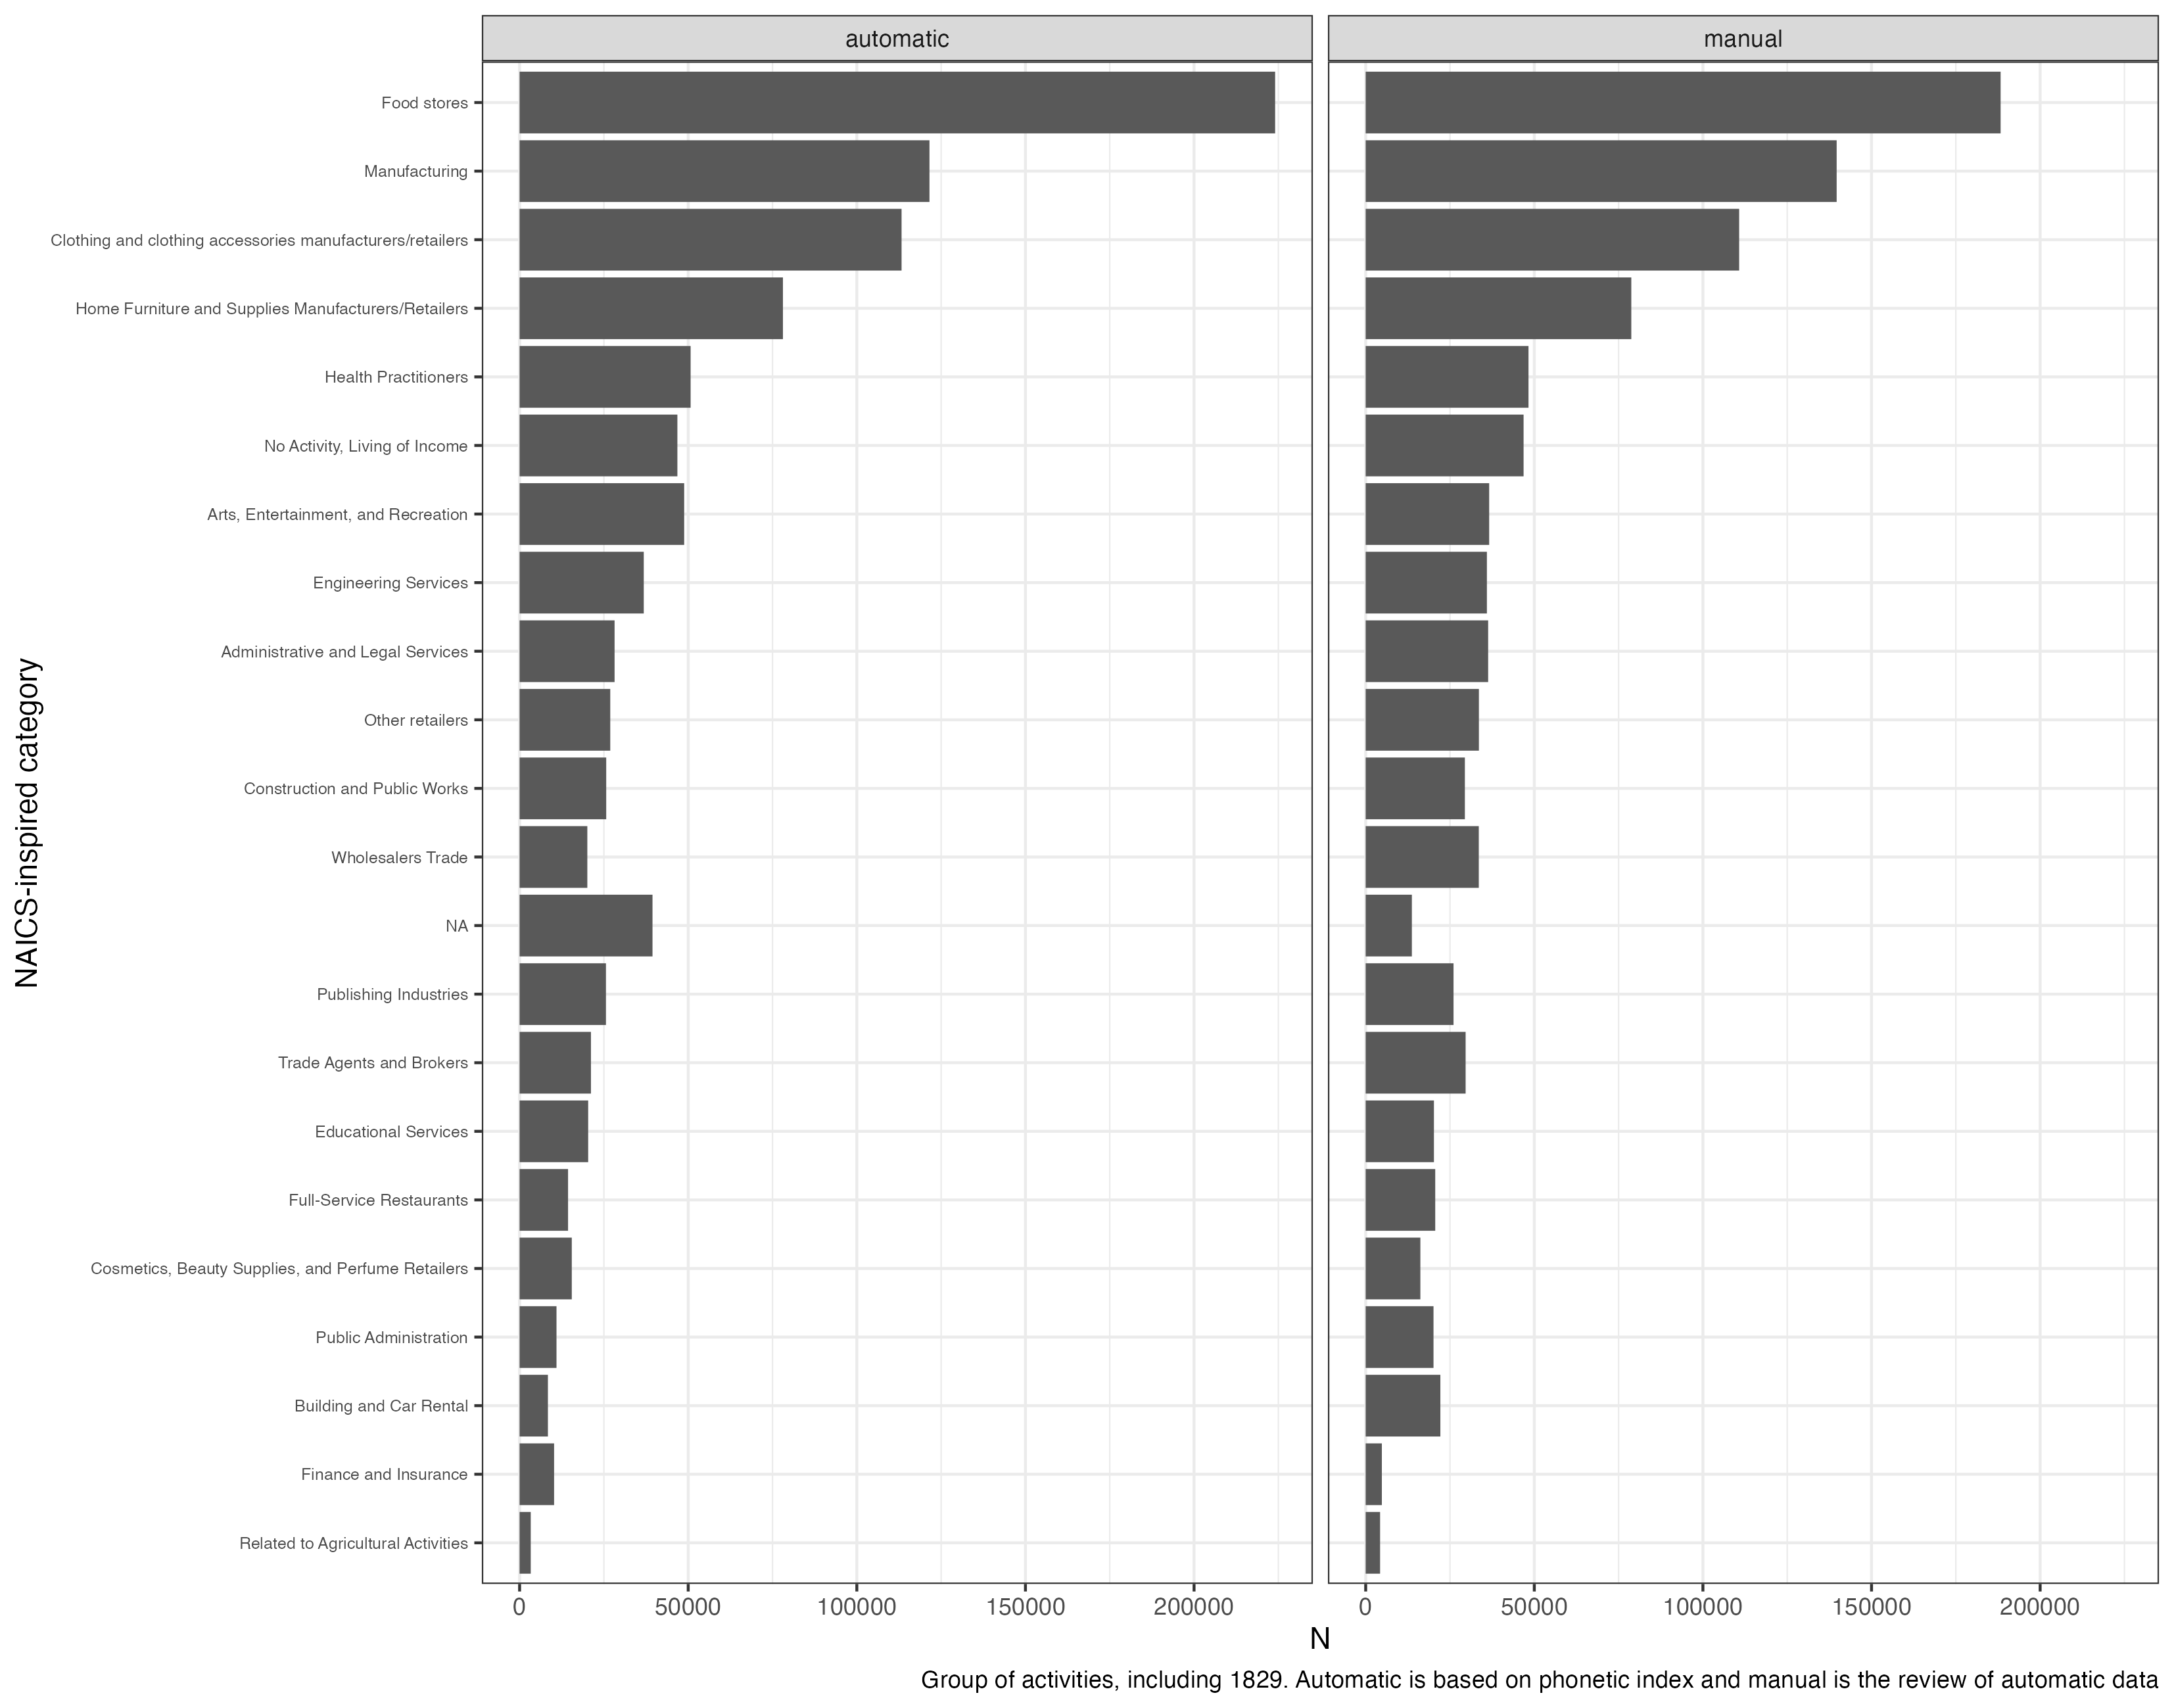 automatic
manual
Food stores
Manufacturing
Clothing and clothing accessories manufacturers/retailers
Home Furniture and Supplies Manufacturers/Retailers
Health Practitioners
No Activity, Living of Income
Arts, Entertainment, and Recreation
Engineering Services
Administrative and Legal Services
Other retailers
Construction and Public Works
Wholesalers Trade
NA
Publishing Industries
Trade Agents and Brokers
Educational Services
Full-Service Restaurants
Cosmetics, Beauty Supplies, and Perfume Retailers
Public Administration
Building and Car Rental
Finance and Insurance
Related to Agricultural Activities
NAICS-inspired category
0 50000 100000 150000 200000
0 50000 100000 150000 200000
N
Group of activities, including 1829. Automatic is based on phonetic index and manual is the review of automatic data